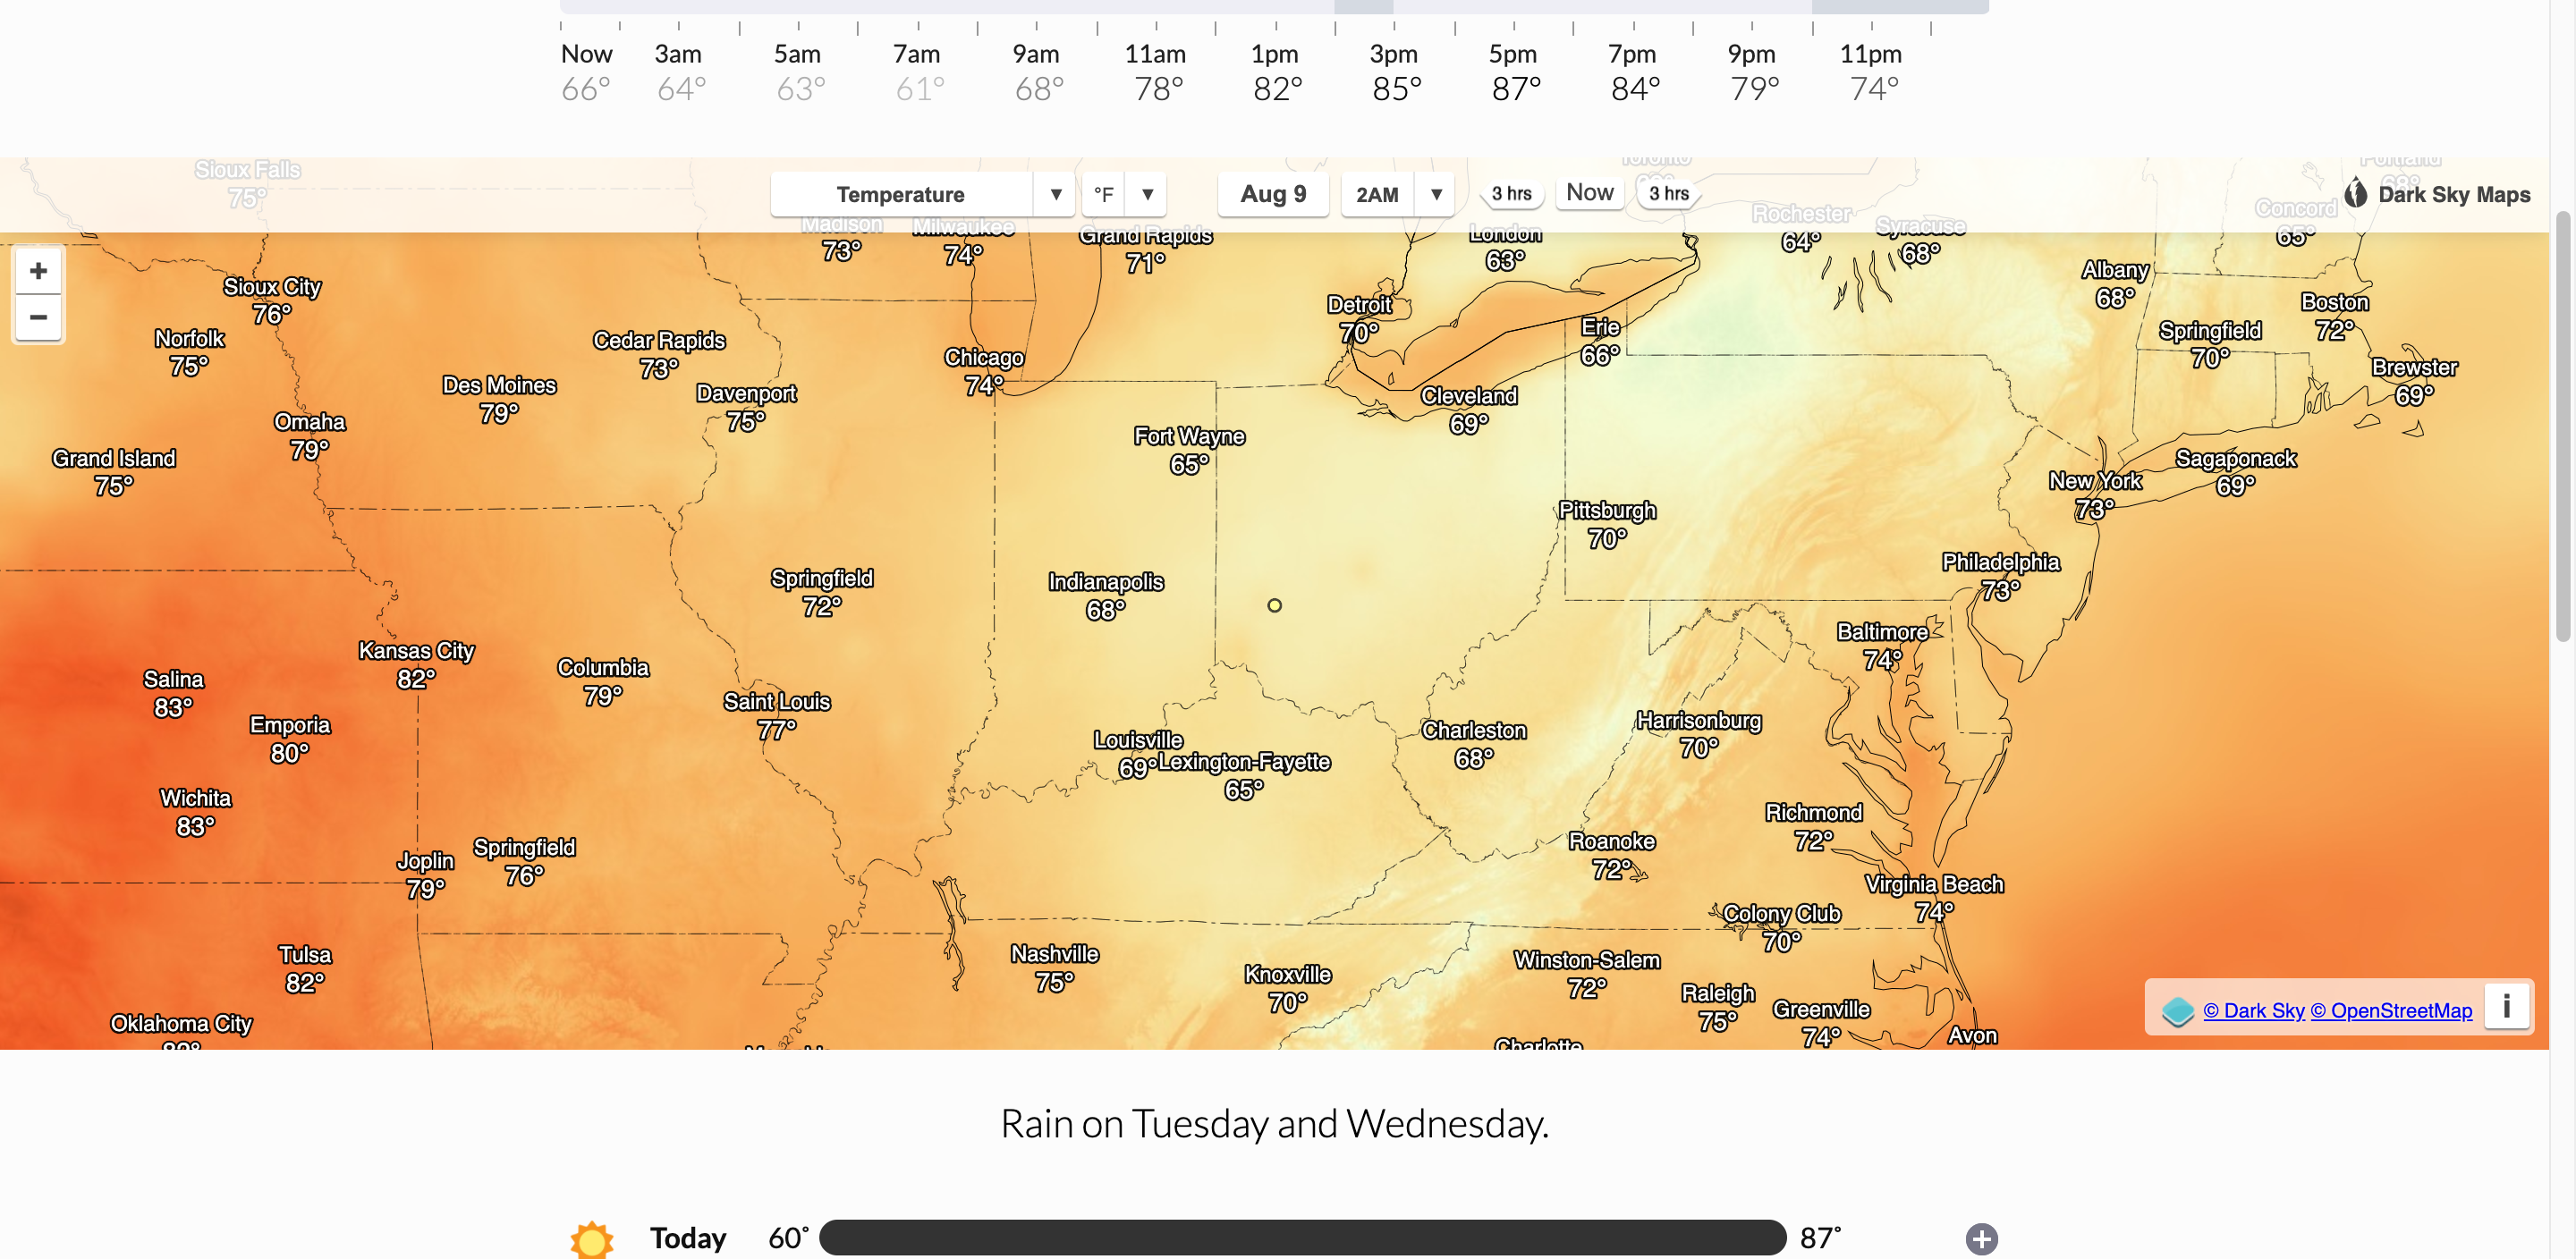 Now 3am 5am 7am 9am 11am 1pm 3pm 5pm 7pm 9pm 11pm
66° 64° 63° 61° 68° 78° 82° 85° 87° 84° 79° 74°
Temperature ▼ °F ▼ Aug 9 2AM ▼ 3 hrs Now 3 hrs
Dark Sky Maps
+
−
Sioux Falls
75°
Toronto
Portland
68°
Madison
73°
Milwaukee
74°
Grand Rapids
71°
London
63°
Rochester
64°
Syracuse
68°
Concord
65°
Sioux City
76°
Norfolk
75°
Cedar Rapids
73°
Chicago
74°
Detroit
70°
Erie
66°
Albany
68°
Springfield
70°
Boston
72°
Brewster
69°
Des Moines
79°
Davenport
75°
Cleveland
69°
Omaha
79°
Grand Island
75°
Fort Wayne
65°
New York
73°
Sagaponack
69°
Pittsburgh
70°
Springfield
72°
Indianapolis
68°
Philadelphia
73°
Baltimore
74°
Kansas City
82°
Columbia
79°
Salina
83°
Emporia
80°
Saint Louis
77°
Louisville
69°
Lexington-Fayette
65°
Charleston
68°
Harrisonburg
70°
Wichita
83°
Joplin
79°
Springfield
76°
Roanoke
72°
Richmond
72°
Virginia Beach
74°
Colony Club
70°
Tulsa
82°
Nashville
75°
Knoxville
70°
Winston-Salem
72°
Raleigh
75°
Greenville
74°
Oklahoma City
Charlotte
Avon
© Dark Sky © OpenStreetMap i
Rain on Tuesday and Wednesday.
Today 60° 87° +